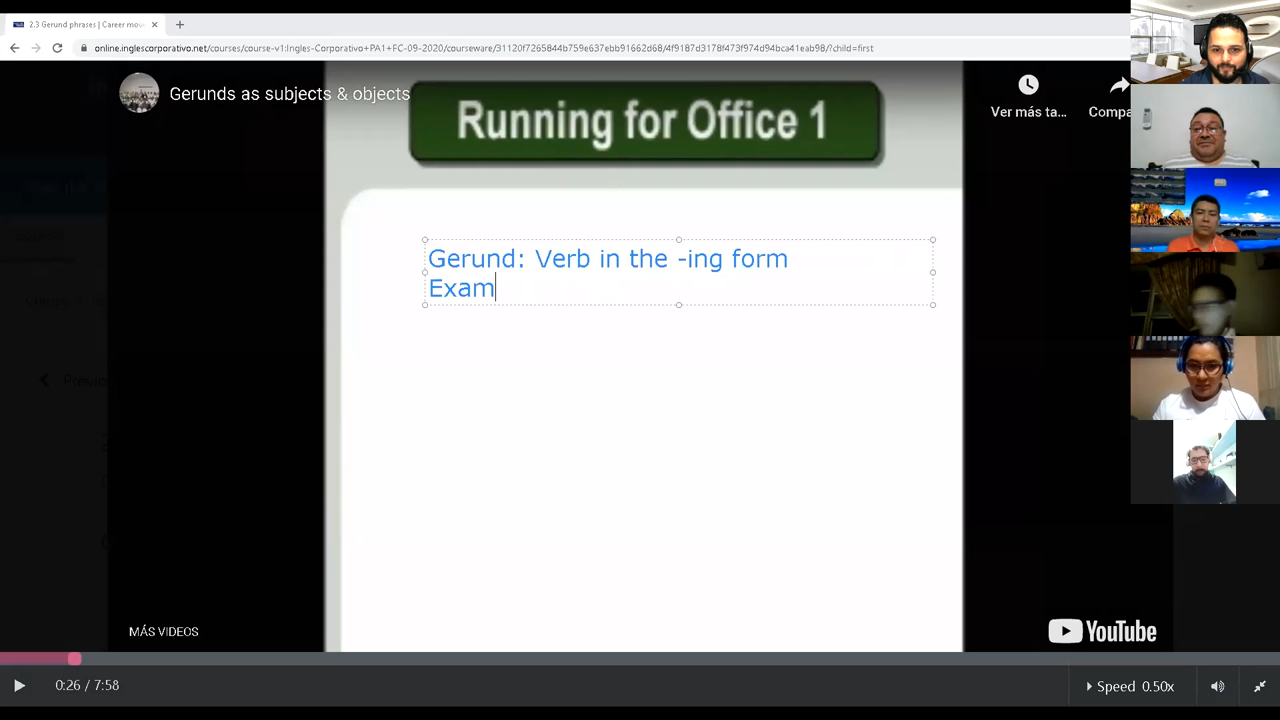 2.3 Gerund phrases | Career mov
online.inglescorporativo.net/courses/course-v1:Ingles-Corporativo+PA1+FC-09-2020/courseware/31120f7265844b759e637ebb91662d68/4f9187d3178f473f974d94bca41eab98/?child=first
Gerunds as subjects & objects
Running for Office 1
Ver más ta...
Compa
Gerund: Verb in the -ing form
Exam
Previo
MÁS VIDEOS
YouTube
0:26 / 7:58
Speed 0.50x